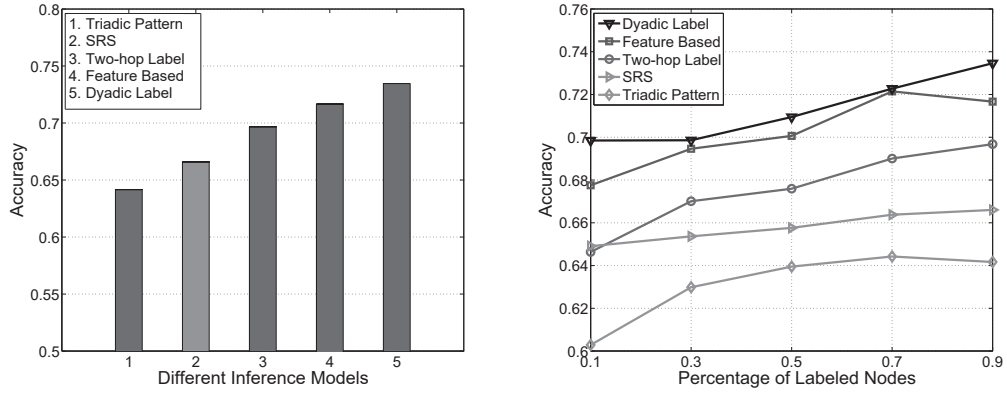 0.8
0.75
0.7
0.65
0.6
0.55
0.5
Accuracy
1. Triadic Pattern
2. SRS
3. Two-hop Label
4. Feature Based
5. Dyadic Label
1 2 3 4 5
Different Inference Models
0.76
0.74
0.72
0.7
0.68
0.66
0.64
0.62
0.6
Accuracy
Dyadic Label
Feature Based
Two-hop Label
SRS
Triadic Pattern
0.1 0.3 0.5 0.7 0.9
Percentage of Labeled Nodes